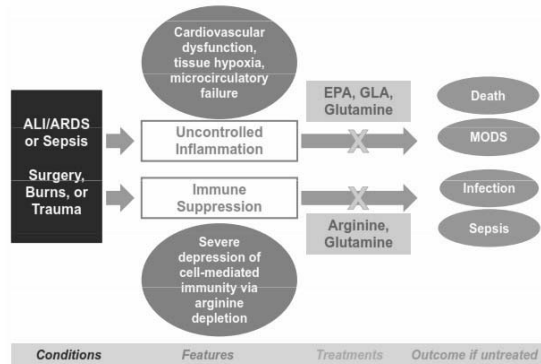 Cardiovascular
dysfunction,
tissue hypoxia,
microcirculatory
failure
EPA, GLA,
Glutamine
Death
ALI/ARDS
or Sepsis
Uncontrolled
Inflammation
X
MODS
Surgery,
Burns, or
Trauma
Immune
Suppression
X
Infection
Arginine,
Glutamine
Sepsis
Severe
depression of
cell-mediated
immunity via
arginine
depletion
Conditions
Features
Treatments
Outcome if untreated